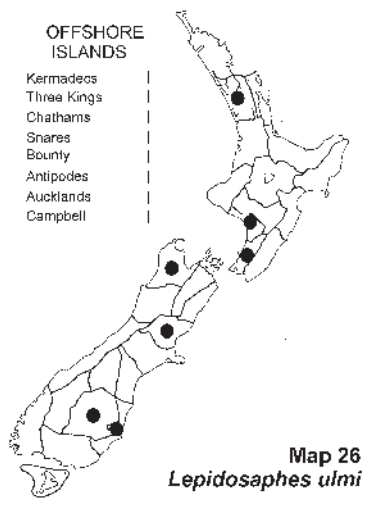 OFFSHORE
ISLANDS
Kermadecs |
Three Kings |
Chathams |
Snares |
Bounty |
Antipodes |
Aucklands |
Campbell |
Map 26
Lepidosaphes ulmi